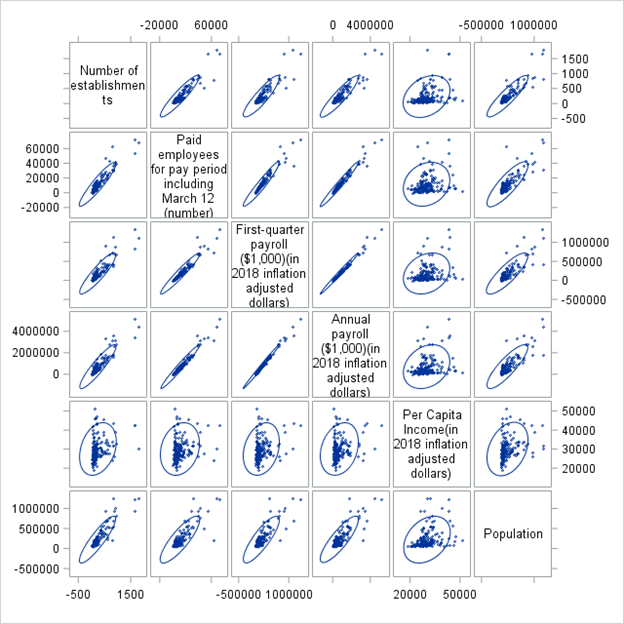 -20000 60000 0 4000000 -500000 1000000
Number of
establishmen
ts
1500
1000
500
0
-500
60000
40000
20000
0
-20000
Paid
employees
for pay period
including
March 12
(number)
First-quarter
payroll
($1,000)(in
2018 inflation
adjusted
dollars)
1000000
500000
0
-500000
4000000
2000000
0
Annual
payroll
($1,000)(in
2018 inflation
adjusted
dollars)
Per Capita
Income(in
2018 inflation
adjusted
dollars)
50000
40000
30000
20000
1000000
500000
0
-500000
Population
-500 1500 -5000000 1000000 20000 50000